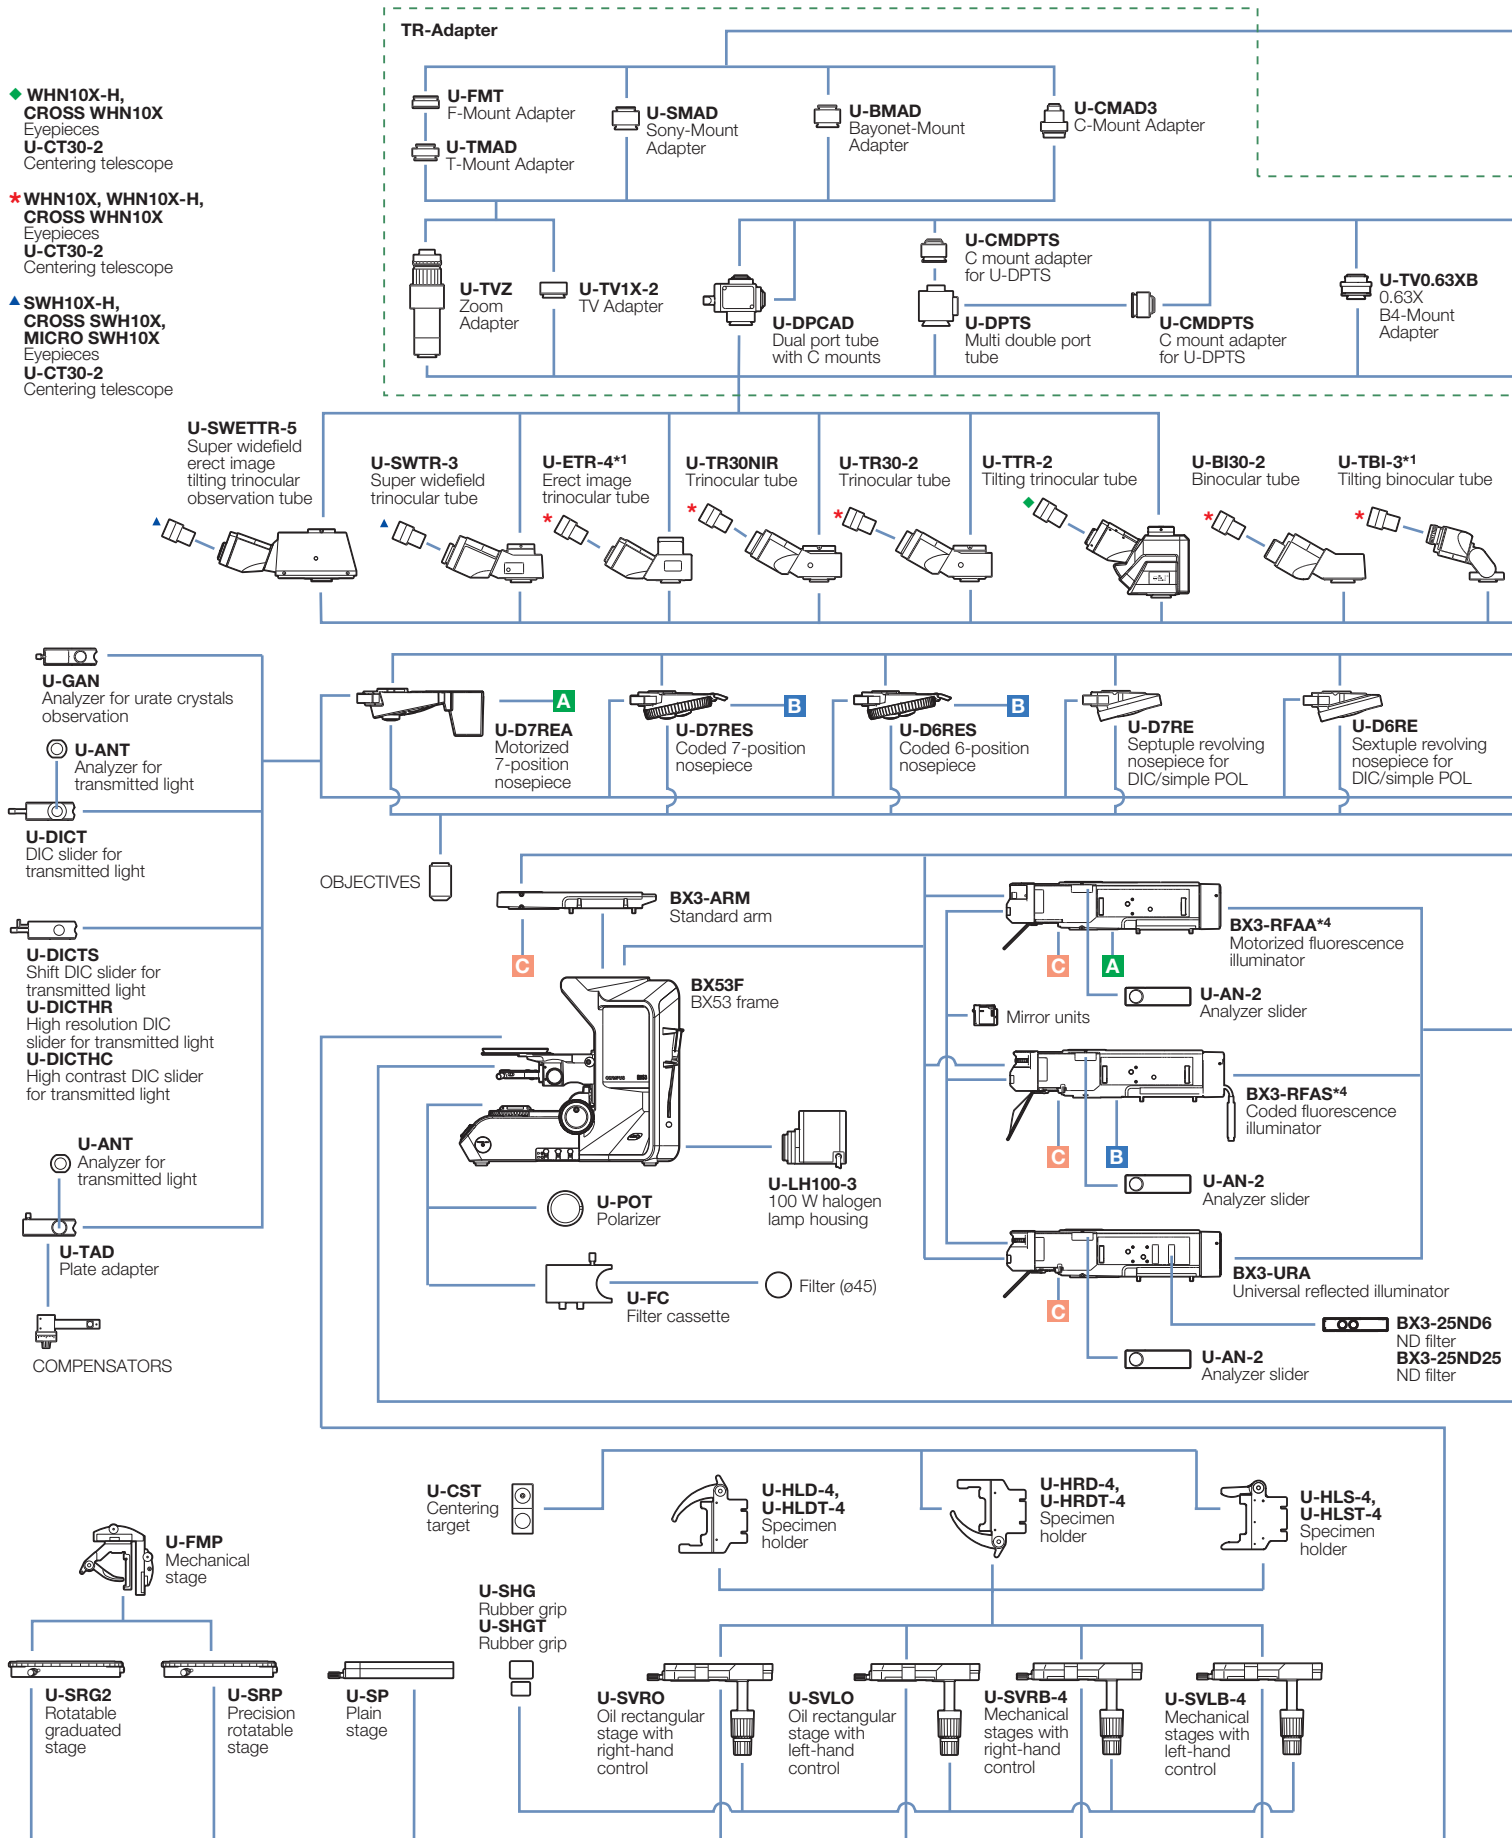 TR-Adapter
WHN10X-H,
CROSS WHN10X
Eyepieces
U-CT30-2
Centering telescope
WHN10X, WHN10X-H,
CROSS WHN10X
Eyepieces
U-CT30-2
Centering telescope
SWH10X-H,
CROSS SWH10X,
MICRO SWH10X
Eyepieces
U-CT30-2
Centering telescope
U-FMT
F-Mount Adapter
U-TMAD
T-Mount Adapter
U-SMAD
Sony-Mount
Adapter
U-BMAD
Bayonet-Mount
Adapter
U-CMAD3
C-Mount Adapter
U-TVZ
Zoom
Adapter
U-TV1X-2
TV Adapter
U-DPCAD
Dual port tube
with C mounts
U-CMDPTS
C mount adapter
for U-DPTS
U-DPTS
Multi double port
tube
U-CMDPTS
C mount adapter
for U-DPTS
U-TV0.63XB
0.63X
B4-Mount
Adapter
U-SWETTR-5
Super widefield
erect image
tilting trinocular
observation tube
U-SWTR-3
Super widefield
trinocular tube
U-ETR-4*1
Erect image
trinocular tube
U-TR30NIR
Trinocular tube
U-TR30-2
Trinocular tube
U-TTR-2
Tilting trinocular tube
U-BI30-2
Binocular tube
U-TBI-3*1
Tilting binocular tube
U-GAN
Analyzer for urate crystals
observation
U-ANT
Analyzer for
transmitted light
U-DICT
DIC slider for
transmitted light
U-DICTS
Shift DIC slider for
transmitted light
U-DICTHR
High resolution DIC
slider for transmitted light
U-DICTHC
High contrast DIC slider
for transmitted light
U-ANT
Analyzer for
transmitted light
U-TAD
Plate adapter
COMPENSATORS
A
U-D7REA
Motorized
7-position
nosepiece
B
U-D7RES
Coded 7-position
nosepiece
B
U-D6RES
Coded 6-position
nosepiece
U-D7RE
Septuple revolving
nosepiece for
DIC/simple POL
U-D6RE
Sextuple revolving
nosepiece for
DIC/simple POL
OBJECTIVES
BX3-ARM
Standard arm
C
BX53F
BX53 frame
U-LH100-3
100 W halogen
lamp housing
U-POT
Polarizer
U-FC
Filter cassette
Filter (ø45)
BX3-RFAA*4
Motorized fluorescence
illuminator
C
A
U-AN-2
Analyzer slider
Mirror units
BX3-RFAS*4
Coded fluorescence
illuminator
C
B
U-AN-2
Analyzer slider
BX3-URA
Universal reflected illuminator
C
BX3-25ND6
ND filter
BX3-25ND25
ND filter
U-AN-2
Analyzer slider
U-CST
Centering
target
U-HLD-4,
U-HLDT-4
Specimen
holder
U-HRD-4,
U-HRDT-4
Specimen
holder
U-HLS-4,
U-HLST-4
Specimen
holder
U-FMP
Mechanical
stage
U-SHG
Rubber grip
U-SHGT
Rubber grip
U-SRG2
Rotatable
graduated
stage
U-SRP
Precision
rotatable
stage
U-SP
Plain
stage
U-SVRO
Oil rectangular
stage with
right-hand
control
U-SVLO
Oil rectangular
stage with
left-hand
control
U-SVRB-4
Mechanical
stages with
right-hand
control
U-SVLB-4
Mechanical
stages with
left-hand
control